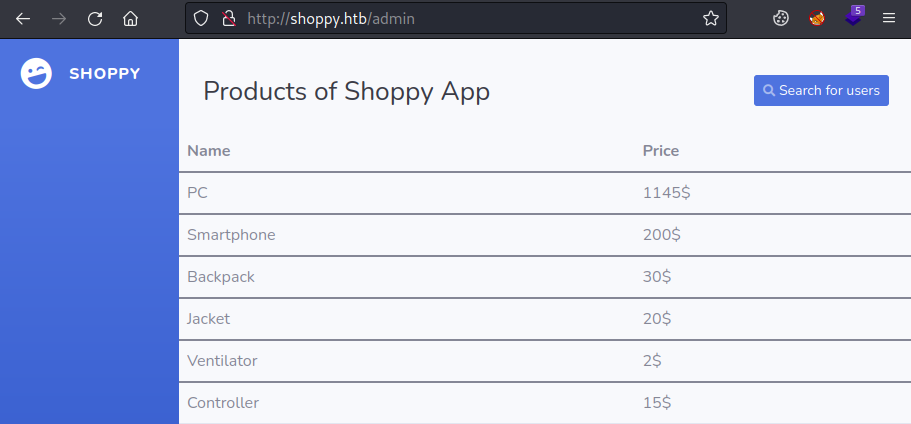 http://shoppy.htb/admin
5
SHOPPY
Products of Shoppy App
Search for users
Name Price
PC 1145$
Smartphone 200$
Backpack 30$
Jacket 20$
Ventilator 2$
Controller 15$